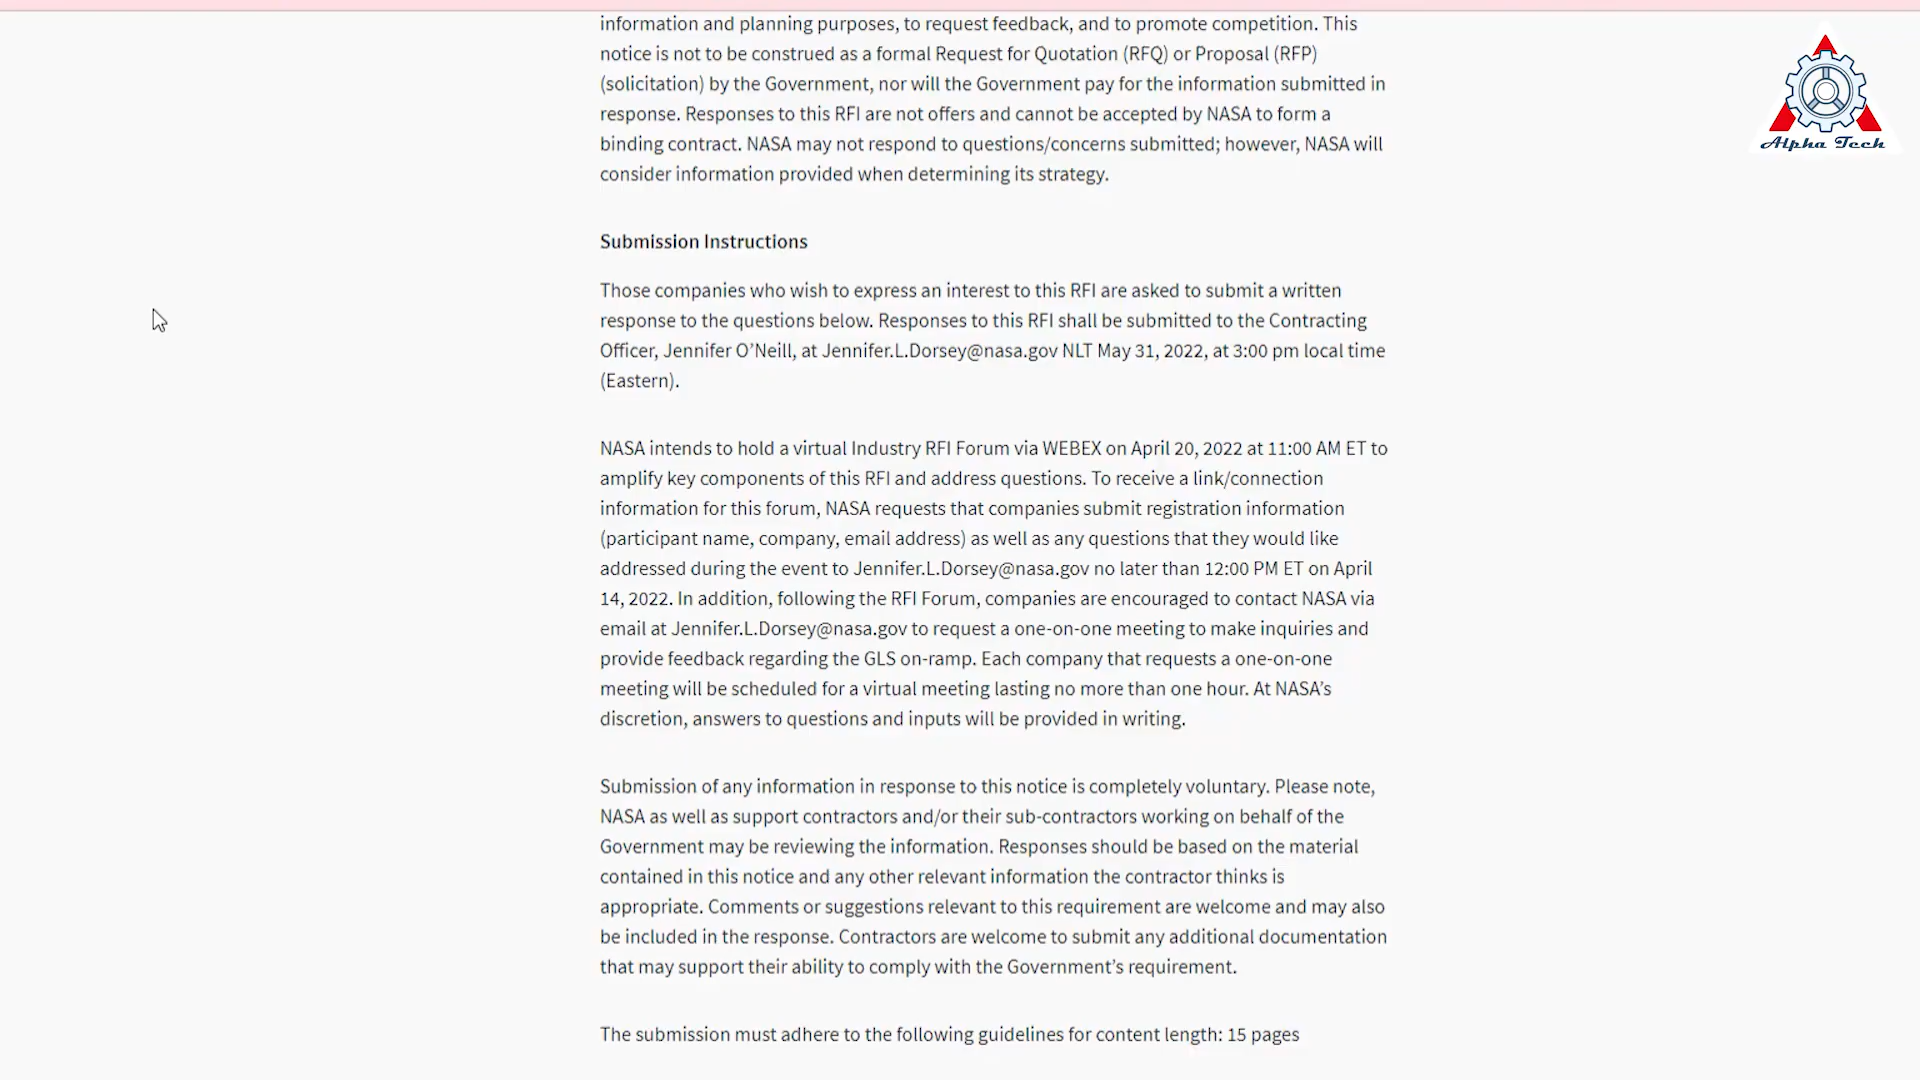 information and planning purposes, to request feedback, and to promote competition. This
notice is not to be construed as a formal Request for Quotation (RFQ) or Proposal (RFP)
(solicitation) by the Government, nor will the Government pay for the information submitted in
response. Responses to this RFI are not offers and cannot be accepted by NASA to form a
binding contract. NASA may not respond to questions/concerns submitted; however, NASA will
consider information provided when determining its strategy.
Alpha Tech
Submission Instructions
Those companies who wish to express an interest to this RFI are asked to submit a written
response to the questions below. Responses to this RFI shall be submitted to the Contracting
Officer, Jennifer O’Neill, at Jennifer.L.Dorsey@nasa.gov NLT May 31, 2022, at 3:00 pm local time
(Eastern).
NASA intends to hold a virtual Industry RFI Forum via WEBEX on April 20, 2022 at 11:00 AM ET to
amplify key components of this RFI and address questions. To receive a link/connection
information for this forum, NASA requests that companies submit registration information
(participant name, company, email address) as well as any questions that they would like
addressed during the event to Jennifer.L.Dorsey@nasa.gov no later than 12:00 PM ET on April
14, 2022. In addition, following the RFI Forum, companies are encouraged to contact NASA via
email at Jennifer.L.Dorsey@nasa.gov to request a one-on-one meeting to make inquiries and
provide feedback regarding the GLS on-ramp. Each company that requests a one-on-one
meeting will be scheduled for a virtual meeting lasting no more than one hour. At NASA’s
discretion, answers to questions and inputs will be provided in writing.
Submission of any information in response to this notice is completely voluntary. Please note,
NASA as well as support contractors and/or their sub-contractors working on behalf of the
Government may be reviewing the information. Responses should be based on the material
contained in this notice and any other relevant information the contractor thinks is
appropriate. Comments or suggestions relevant to this requirement are welcome and may also
be included in the response. Contractors are welcome to submit any additional documentation
that may support their ability to comply with the Government’s requirement.
The submission must adhere to the following guidelines for content length: 15 pages